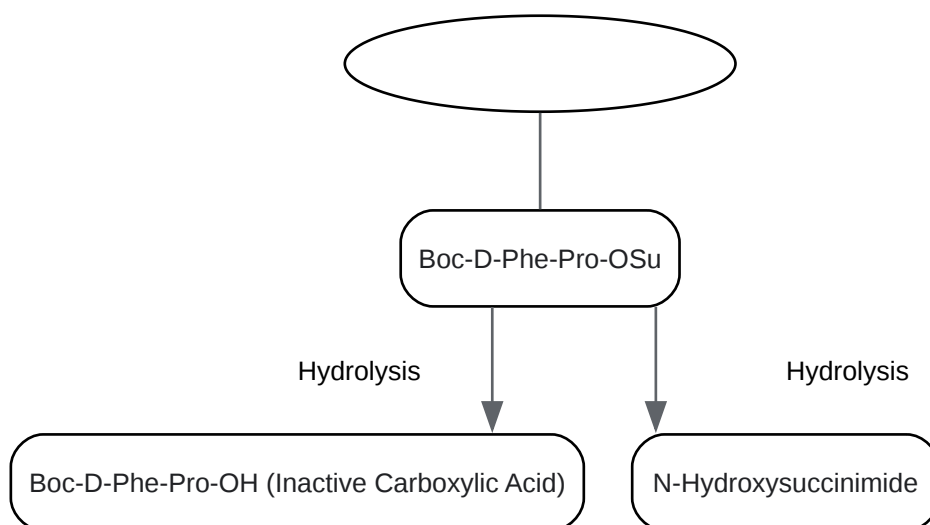 Boc-D-Phe-Pro-OSu
Hydrolysis
Hydrolysis
Boc-D-Phe-Pro-OH (Inactive Carboxylic Acid)
N-Hydroxysuccinimide